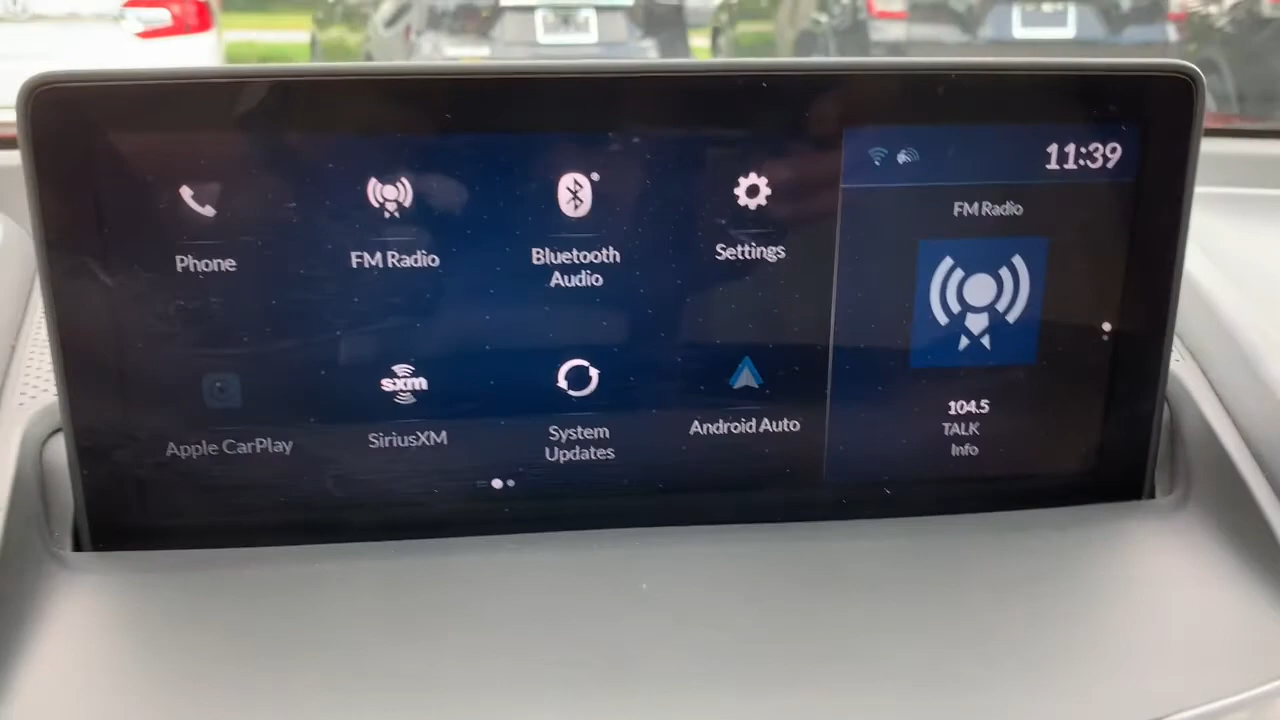 11:39
Phone
FM Radio
Bluetooth
Audio
Settings
FM Radio
Apple CarPlay
sxm
SiriusXM
System
Updates
Android Auto
104.5
TALK
Info